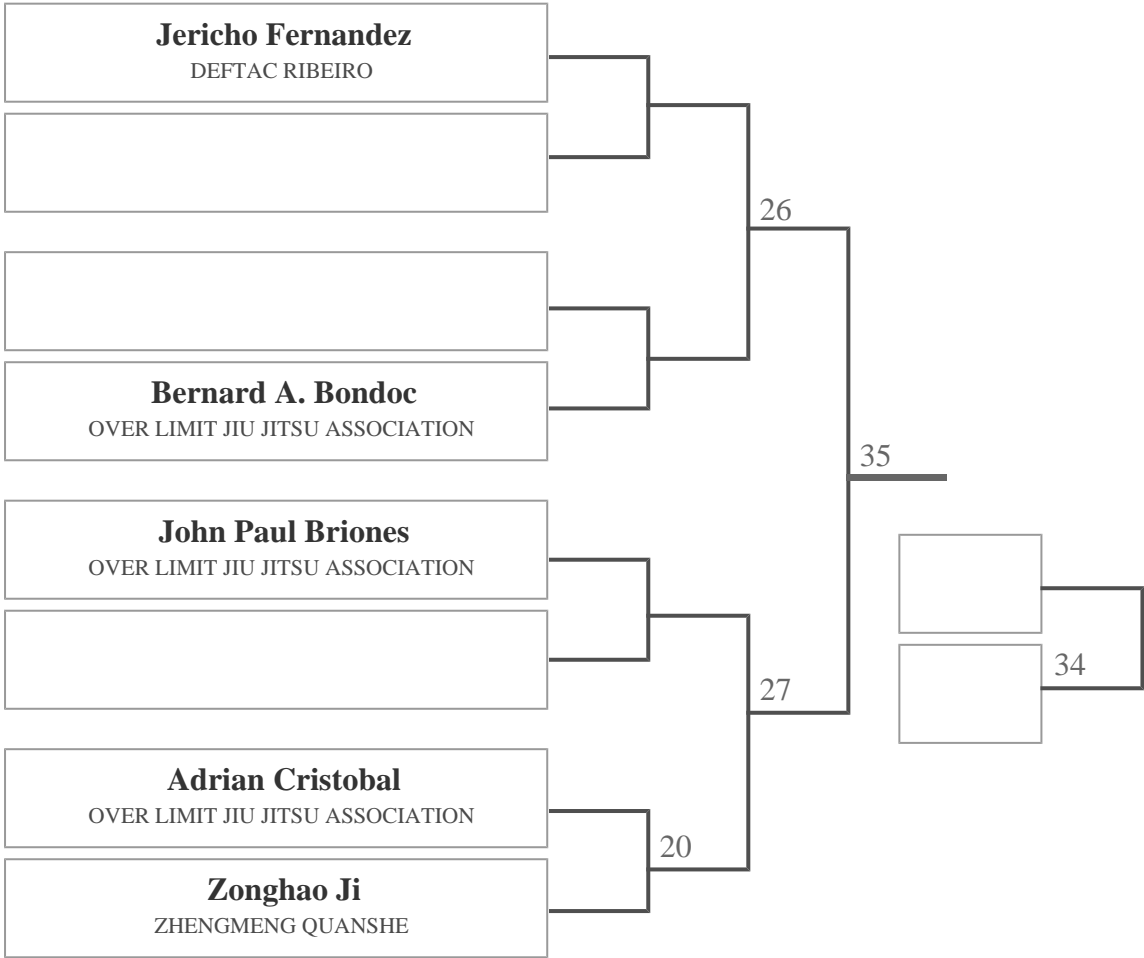 Jericho Fernandez
DEFTAC RIBEIRO
26
Bernard A. Bondoc
OVER LIMIT JIU JITSU ASSOCIATION
35
John Paul Briones
OVER LIMIT JIU JITSU ASSOCIATION
34
27
Adrian Cristobal
OVER LIMIT JIU JITSU ASSOCIATION
20
Zonghao Ji
ZHENGMENG QUANSHE